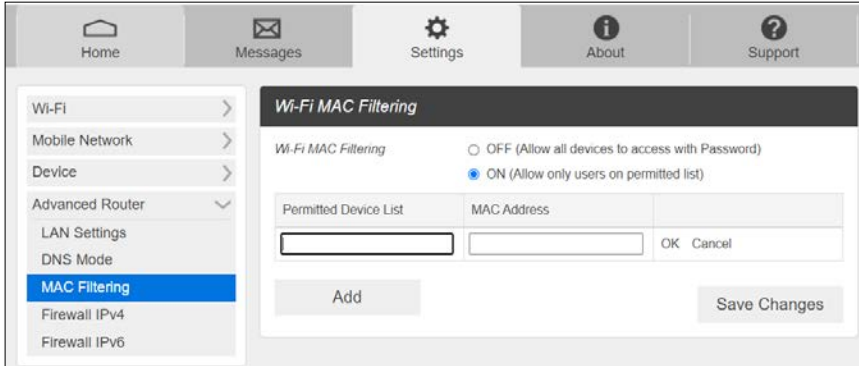 Home
Messages
Settings
About
Support
Wi-Fi
Mobile Network
Device
Advanced Router
LAN Settings
DNS Mode
MAC Filtering
Firewall IPv4
Firewall IPv6
Wi-Fi MAC Filtering
Wi-Fi MAC Filtering
OFF (Allow all devices to access with Password)
ON (Allow only users on permitted list)
Permitted Device List
MAC Address
OK Cancel
Add
Save Changes